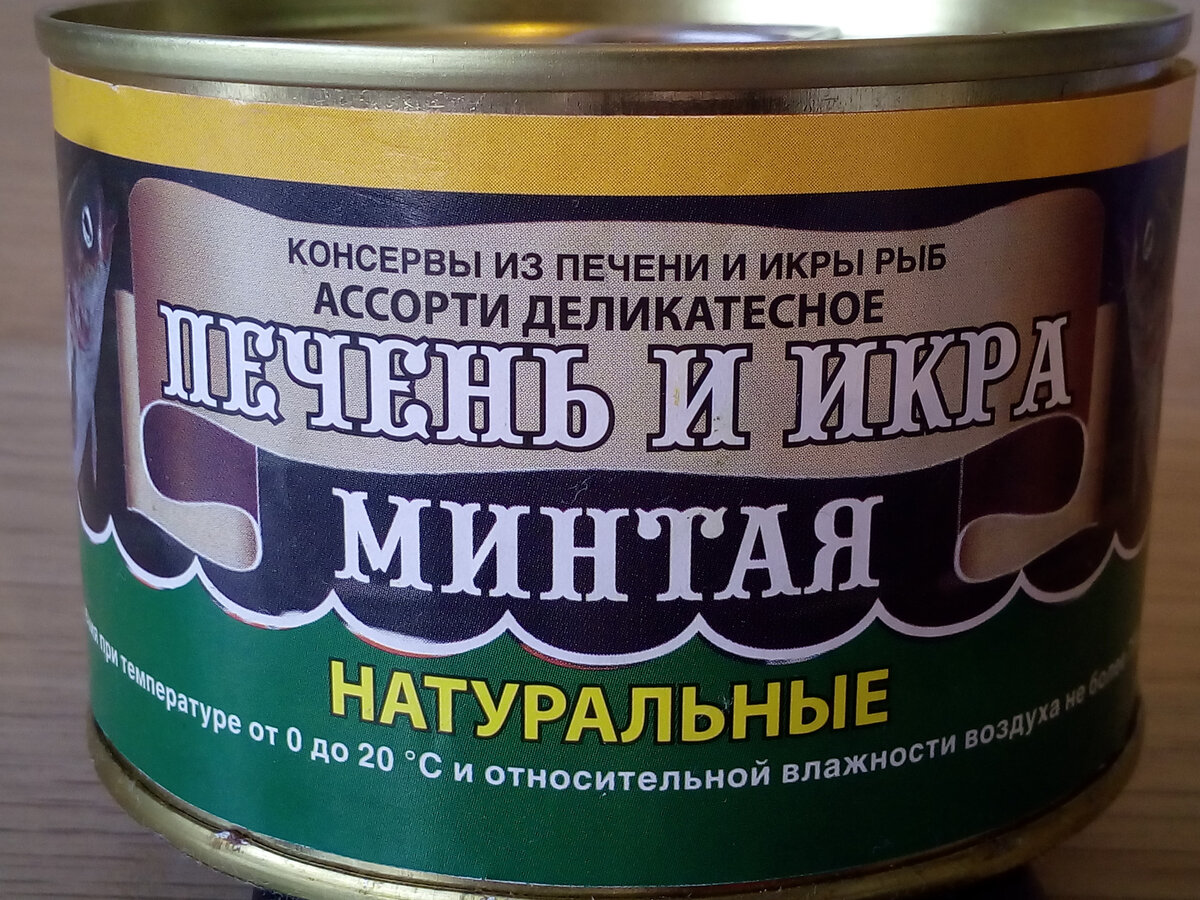 КОНСЕРВЫ ИЗ ПЕЧЕНИ И ИКРЫ РЫБ
АССОРТИ ДЕЛИКАТЕСНОЕ
ПЕЧЕНЬ И ИКРА
МИНТАЯ
НАТУРАЛЬНЫЕ
при температуре от 0 до 20 °С и относительной влажности воздуха не более